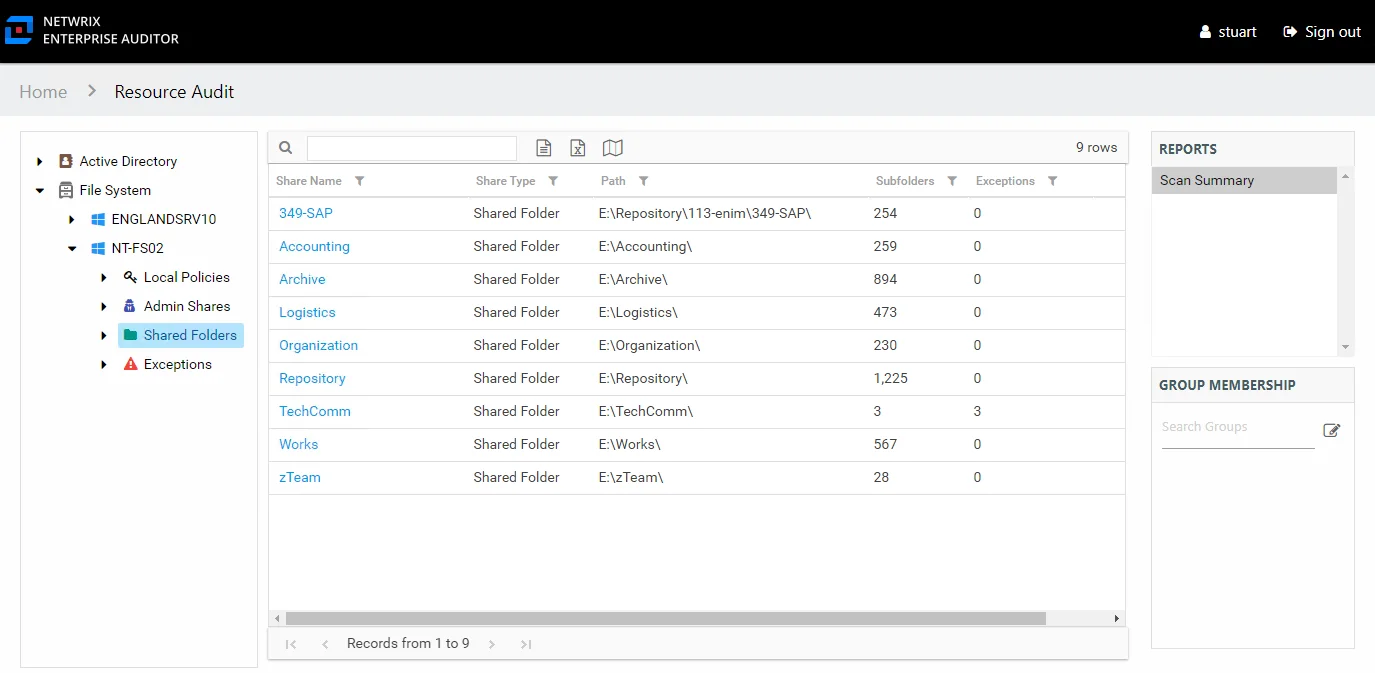 NETWRIX
ENTERPRISE AUDITOR
stuart Sign out
Home Resource Audit
Active Directory
File System
ENGLANDSRV10
NT-FS02
Local Policies
Admin Shares
Shared Folders
Exceptions
9 rows
Share Name Share Type Path Subfolders Exceptions
349-SAP Shared Folder E:\Repository\113-enim\349-SAP\ 254 0
Accounting Shared Folder E:\Accounting\ 259 0
Archive Shared Folder E:\Archive\ 894 0
Logistics Shared Folder E:\Logistics\ 473 0
Organization Shared Folder E:\Organization\ 230 0
Repository Shared Folder E:\Repository\ 1,225 0
TechComm Shared Folder E:\TechComm\ 3 3
Works Shared Folder E:\Works\ 567 0
zTeam Shared Folder E:\zTeam\ 28 0
Records from 1 to 9
REPORTS
Scan Summary
GROUP MEMBERSHIP
Search Groups